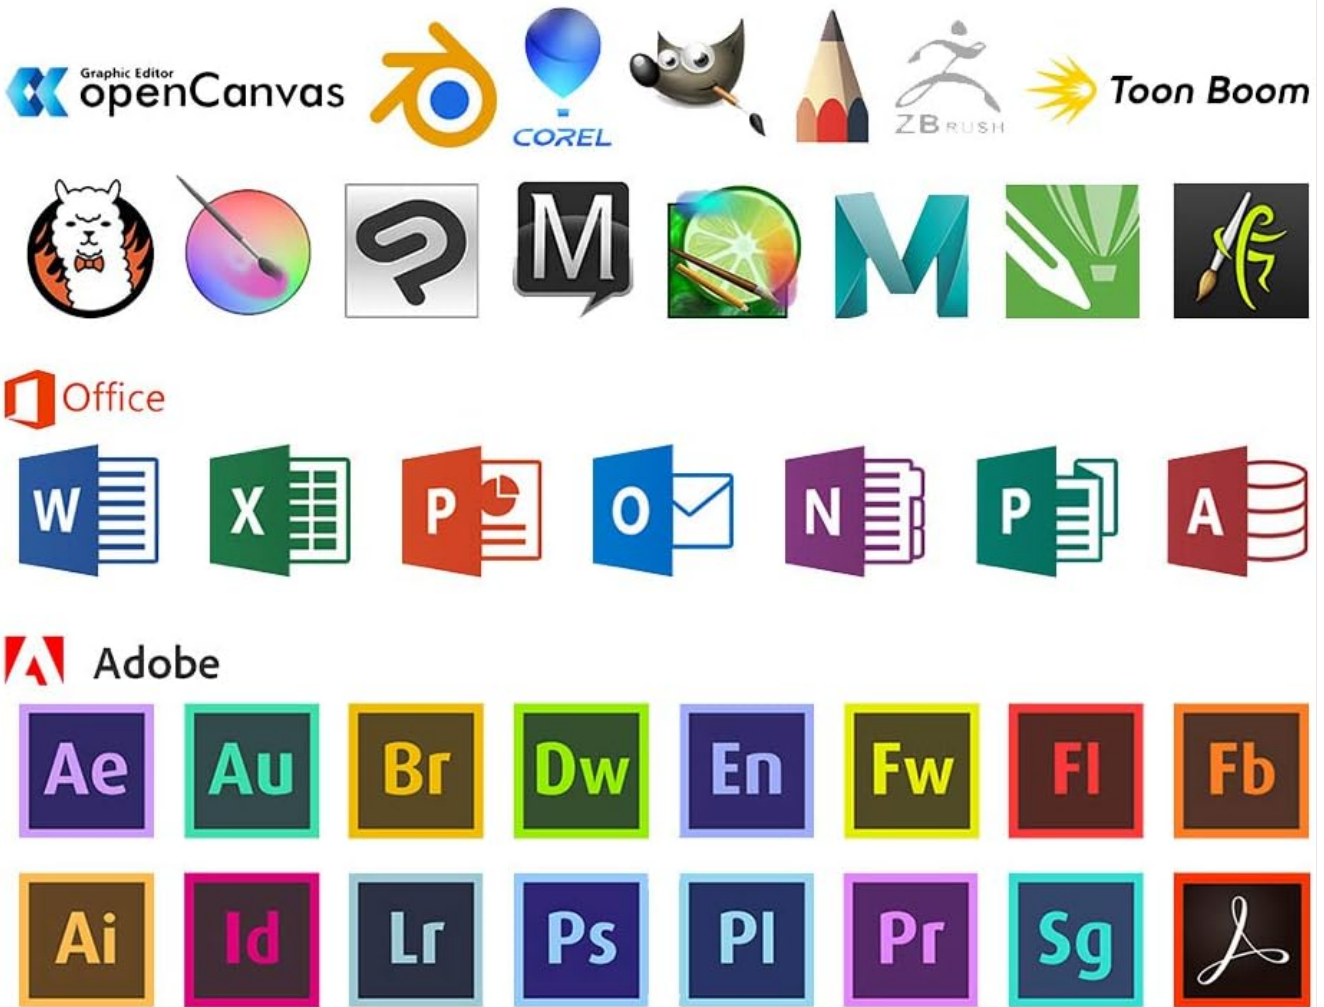 Graphic Editor
openCanvas
COREL
ZBRUSH
Toon Boom
M
M
Office
W X P O N P A
Adobe
Ae Au Br Dw En Fw Fl Fb
Ai Id Lr Ps Pl Pr Sg